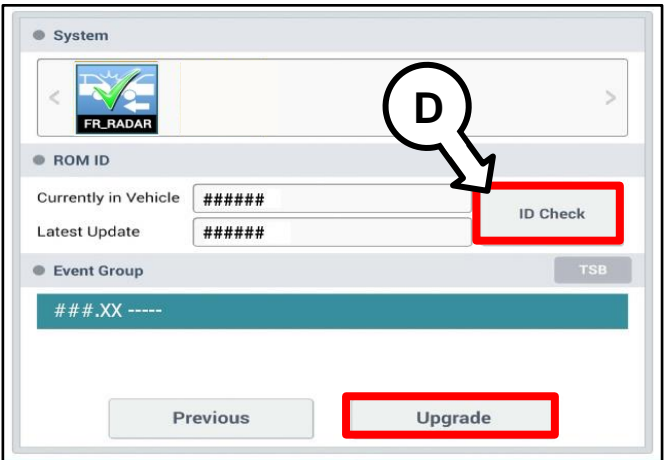 System
<
FR_RADAR
D
>
ROM ID
Currently in Vehicle ######
ID Check
Latest Update ######
Event Group
TSB
###.XX -----
Previous
Upgrade